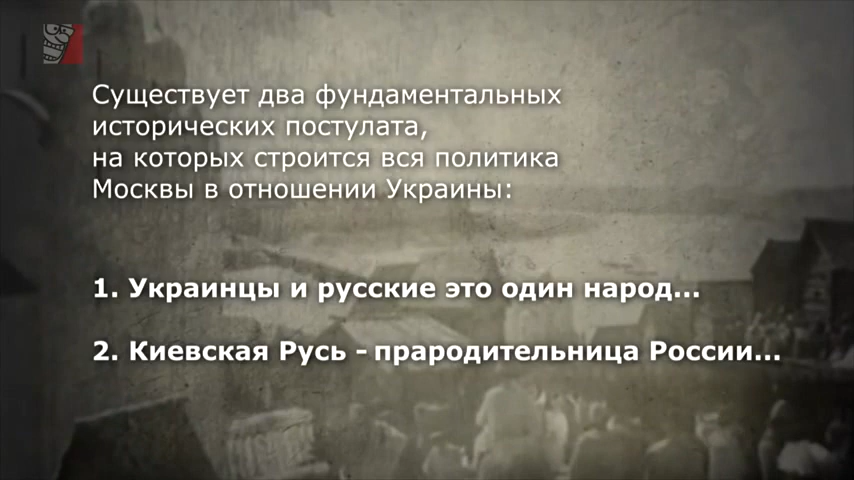 Существует два фундаментальных
исторических постулата,
на которых строится вся политика
Москвы в отношении Украины:
1. Украинцы и русские это один народ...
2. Киевская Русь - прародительница России...